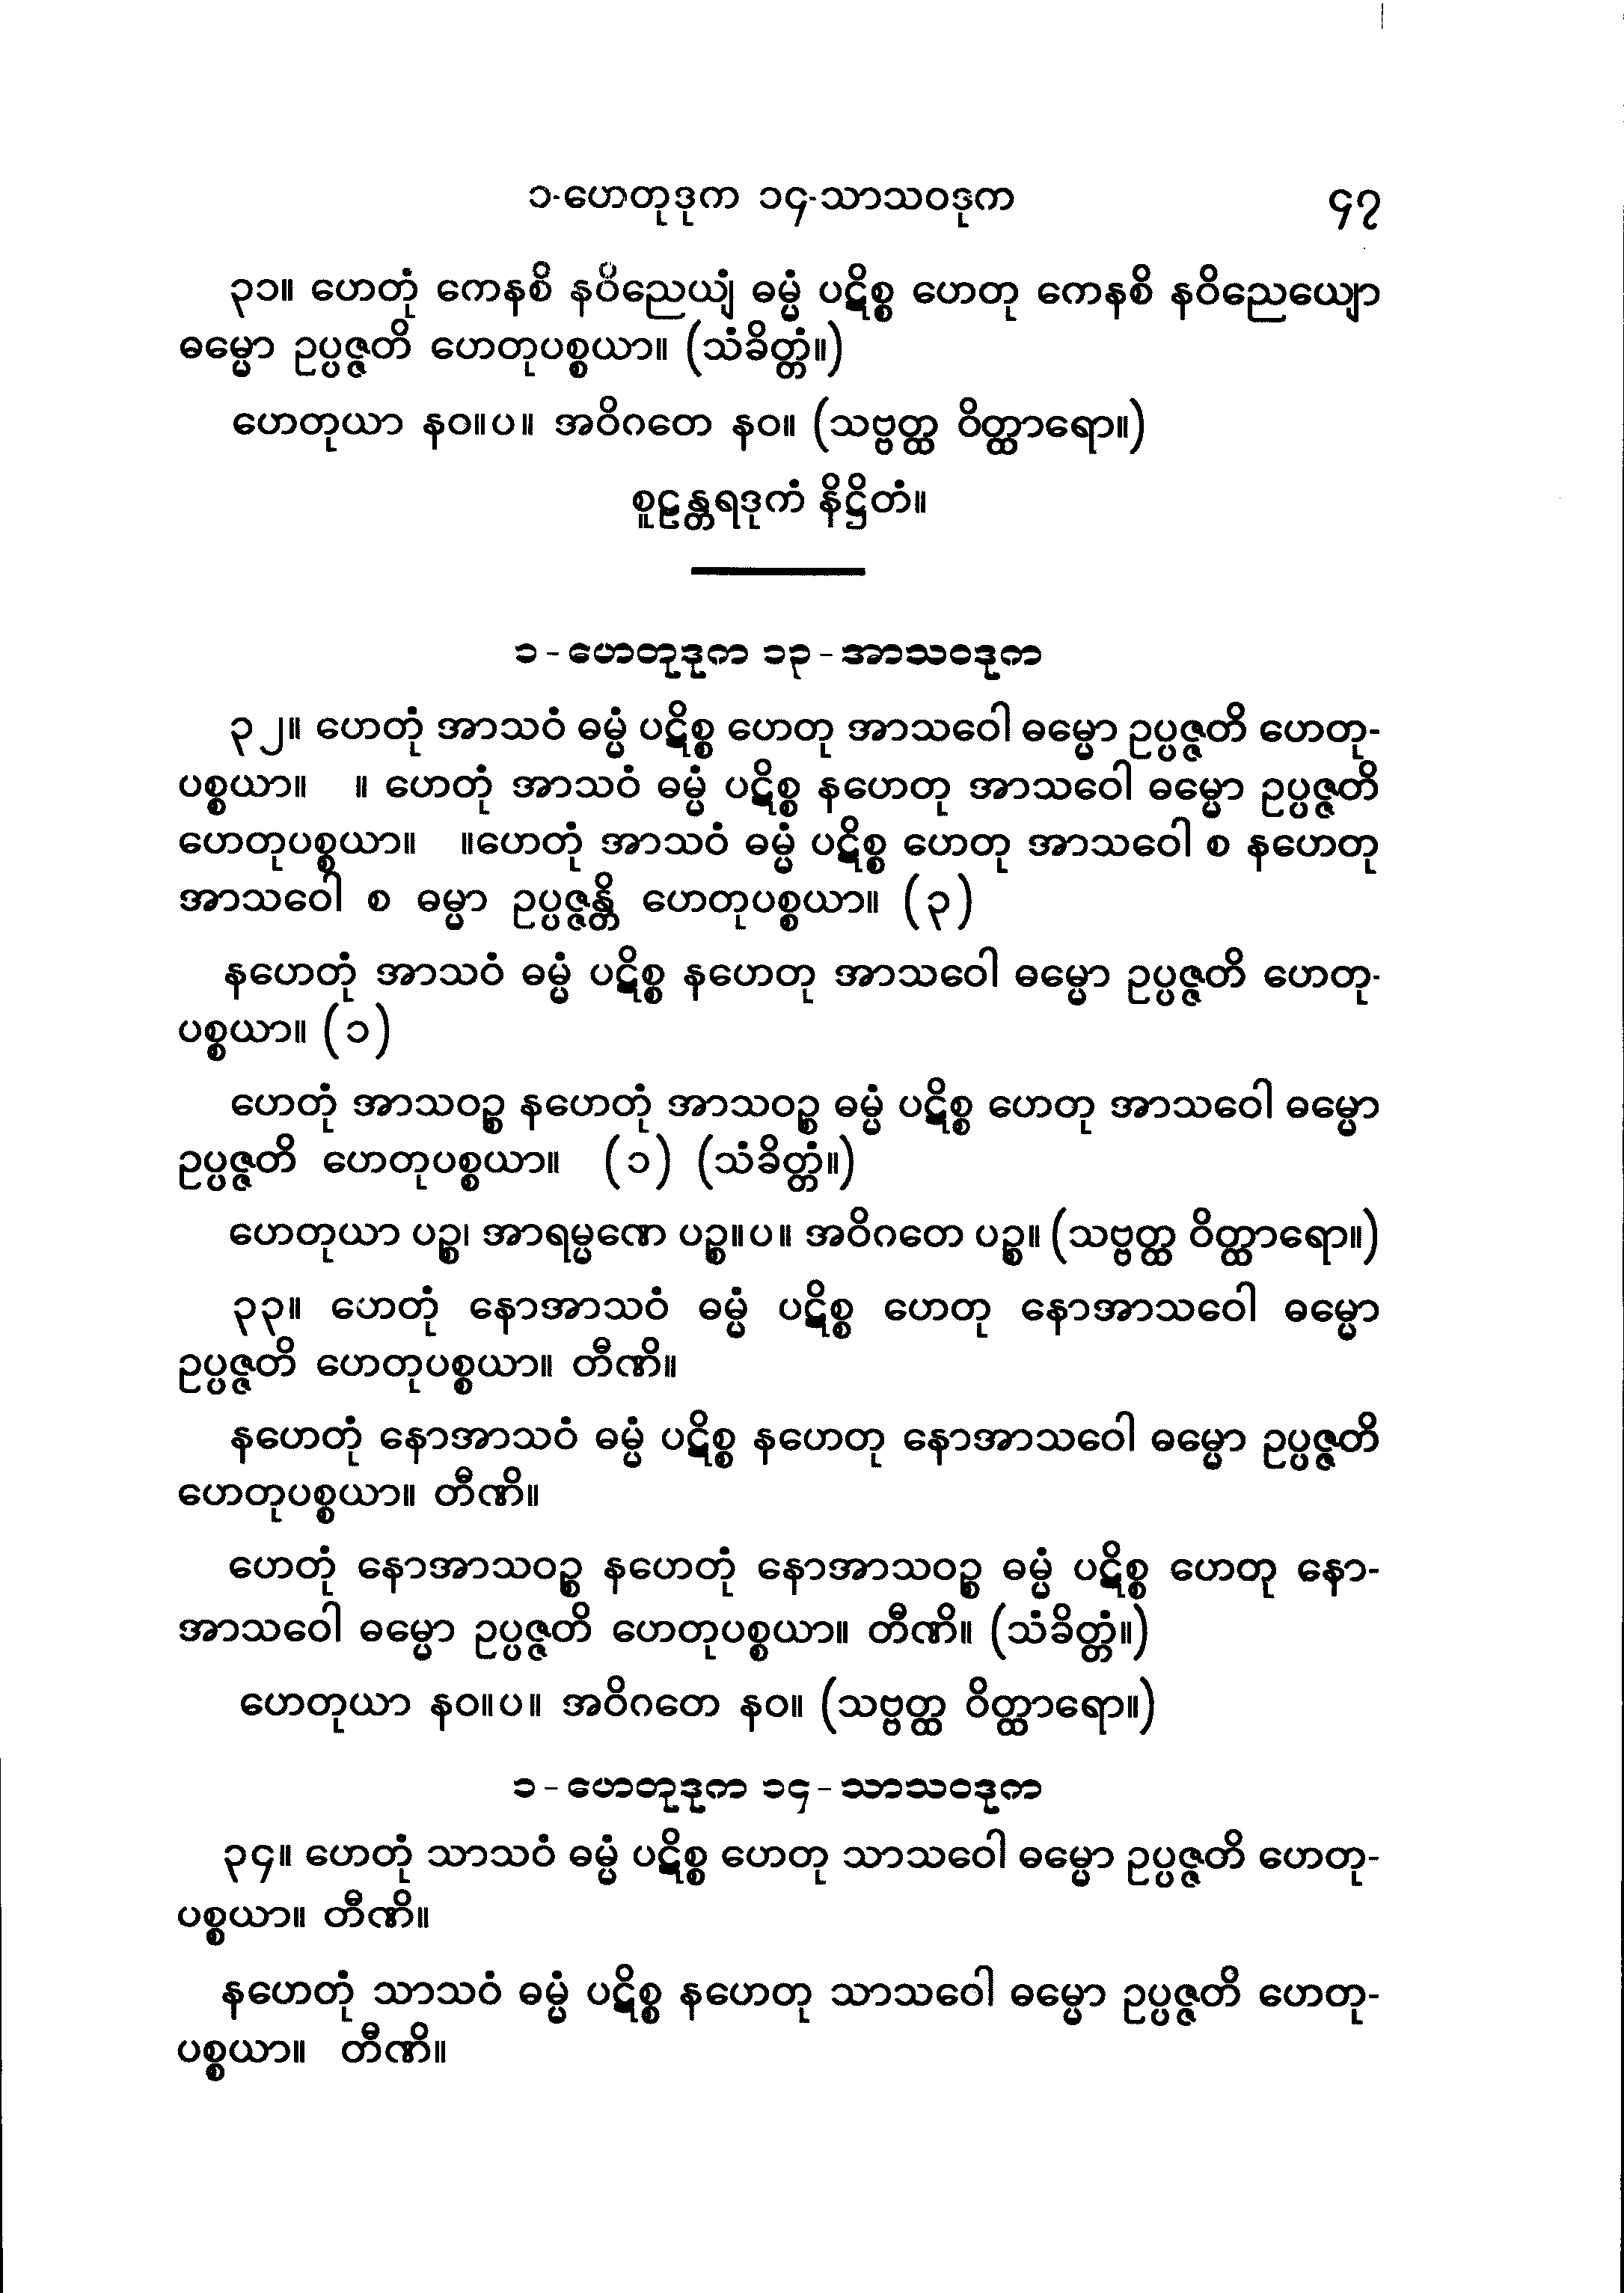 ၁-ဟေတုဒုက ၁၄-သာသဝဒုက ၄၇
၃၁။ ဟေတုံ ကေနစိ နဝိညေယျံ ဓမ္မံ ပဋိစ္စ ဟေတု ကေနစိ နဝိညေယျော
ဓမ္မော ဥပ္ပဇ္ဇတိ ဟေတုပစ္စယာ။ (သံခိတ္တံ။)
ဟေတုယာ နဝ။ပ။ အဝိဂတေ နဝ။ (သဗ္ဗတ္ထ ဝိတ္ထာရော။)
စူဠန္တရဒုကံ နိဋ္ဌိတံ။
၁ - ဟေတုဒုက ၁၃ - အာသဝဒုက
၃၂။ ဟေတုံ အာသဝံ ဓမ္မံ ပဋိစ္စ ဟေတု အာသဝေါ ဓမ္မော ဥပ္ပဇ္ဇတိ ဟေတု-
ပစ္စယာ။ ။ ဟေတုံ အာသဝံ ဓမ္မံ ပဋိစ္စ နဟေတု အာသဝေါ ဓမ္မော ဥပ္ပဇ္ဇတိ
ဟေတုပစ္စယာ။ ။ဟေတုံ အာသဝံ ဓမ္မံ ပဋိစ္စ ဟေတု အာသဝေါ စ နဟေတု
အာသဝေါ စ ဓမ္မာ ဥပ္ပဇ္ဇန္တိ ဟေတုပစ္စယာ။ (၃)
နဟေတုံ အာသဝံ ဓမ္မံ ပဋိစ္စ နဟေတု အာသဝေါ ဓမ္မော ဥပ္ပဇ္ဇတိ ဟေတု-
ပစ္စယာ။ (၁)
ဟေတုံ အာသဝဉ္စ နဟေတုံ အာသဝဉ္စ ဓမ္မံ ပဋိစ္စ ဟေတု အာသဝေါ ဓမ္မော
ဥပ္ပဇ္ဇတိ ဟေတုပစ္စယာ။ (၁) (သံခိတ္တံ။)
ဟေတုယာ ပဉ္စ၊ အာရမ္မဏေ ပဉ္စ။ပ။ အဝိဂတေ ပဉ္စ။ (သဗ္ဗတ္ထ ဝိတ္ထာရော။)
၃၃။ ဟေတုံ နောအာသဝံ ဓမ္မံ ပဋိစ္စ ဟေတု နောအာသဝေါ ဓမ္မော
ဥပ္ပဇ္ဇတိ ဟေတုပစ္စယာ။ တီဏိ။
နဟေတုံ နောအာသဝံ ဓမ္မံ ပဋိစ္စ နဟေတု နောအာသဝေါ ဓမ္မော ဥပ္ပဇ္ဇတိ
ဟေတုပစ္စယာ။ တီဏိ။
ဟေတုံ နောအာသဝဉ္စ နဟေတုံ နောအာသဝဉ္စ ဓမ္မံ ပဋိစ္စ ဟေတု နော-
အာသဝေါ ဓမ္မော ဥပ္ပဇ္ဇတိ ဟေတုပစ္စယာ။ တီဏိ။ (သံခိတ္တံ။)
ဟေတုယာ နဝ။ပ။ အဝိဂတေ နဝ။ (သဗ္ဗတ္ထ ဝိတ္ထာရော။)
၁ - ဟေတုဒုက ၁၄ - သာသဝဒုက
၃၄။ ဟေတုံ သာသဝံ ဓမ္မံ ပဋိစ္စ ဟေတု သာသဝေါ ဓမ္မော ဥပ္ပဇ္ဇတိ ဟေတု-
ပစ္စယာ။ တီဏိ။
နဟေတုံ သာသဝံ ဓမ္မံ ပဋိစ္စ နဟေတု သာသဝေါ ဓမ္မော ဥပ္ပဇ္ဇတိ ဟေတု-
ပစ္စယာ။ တီဏိ။